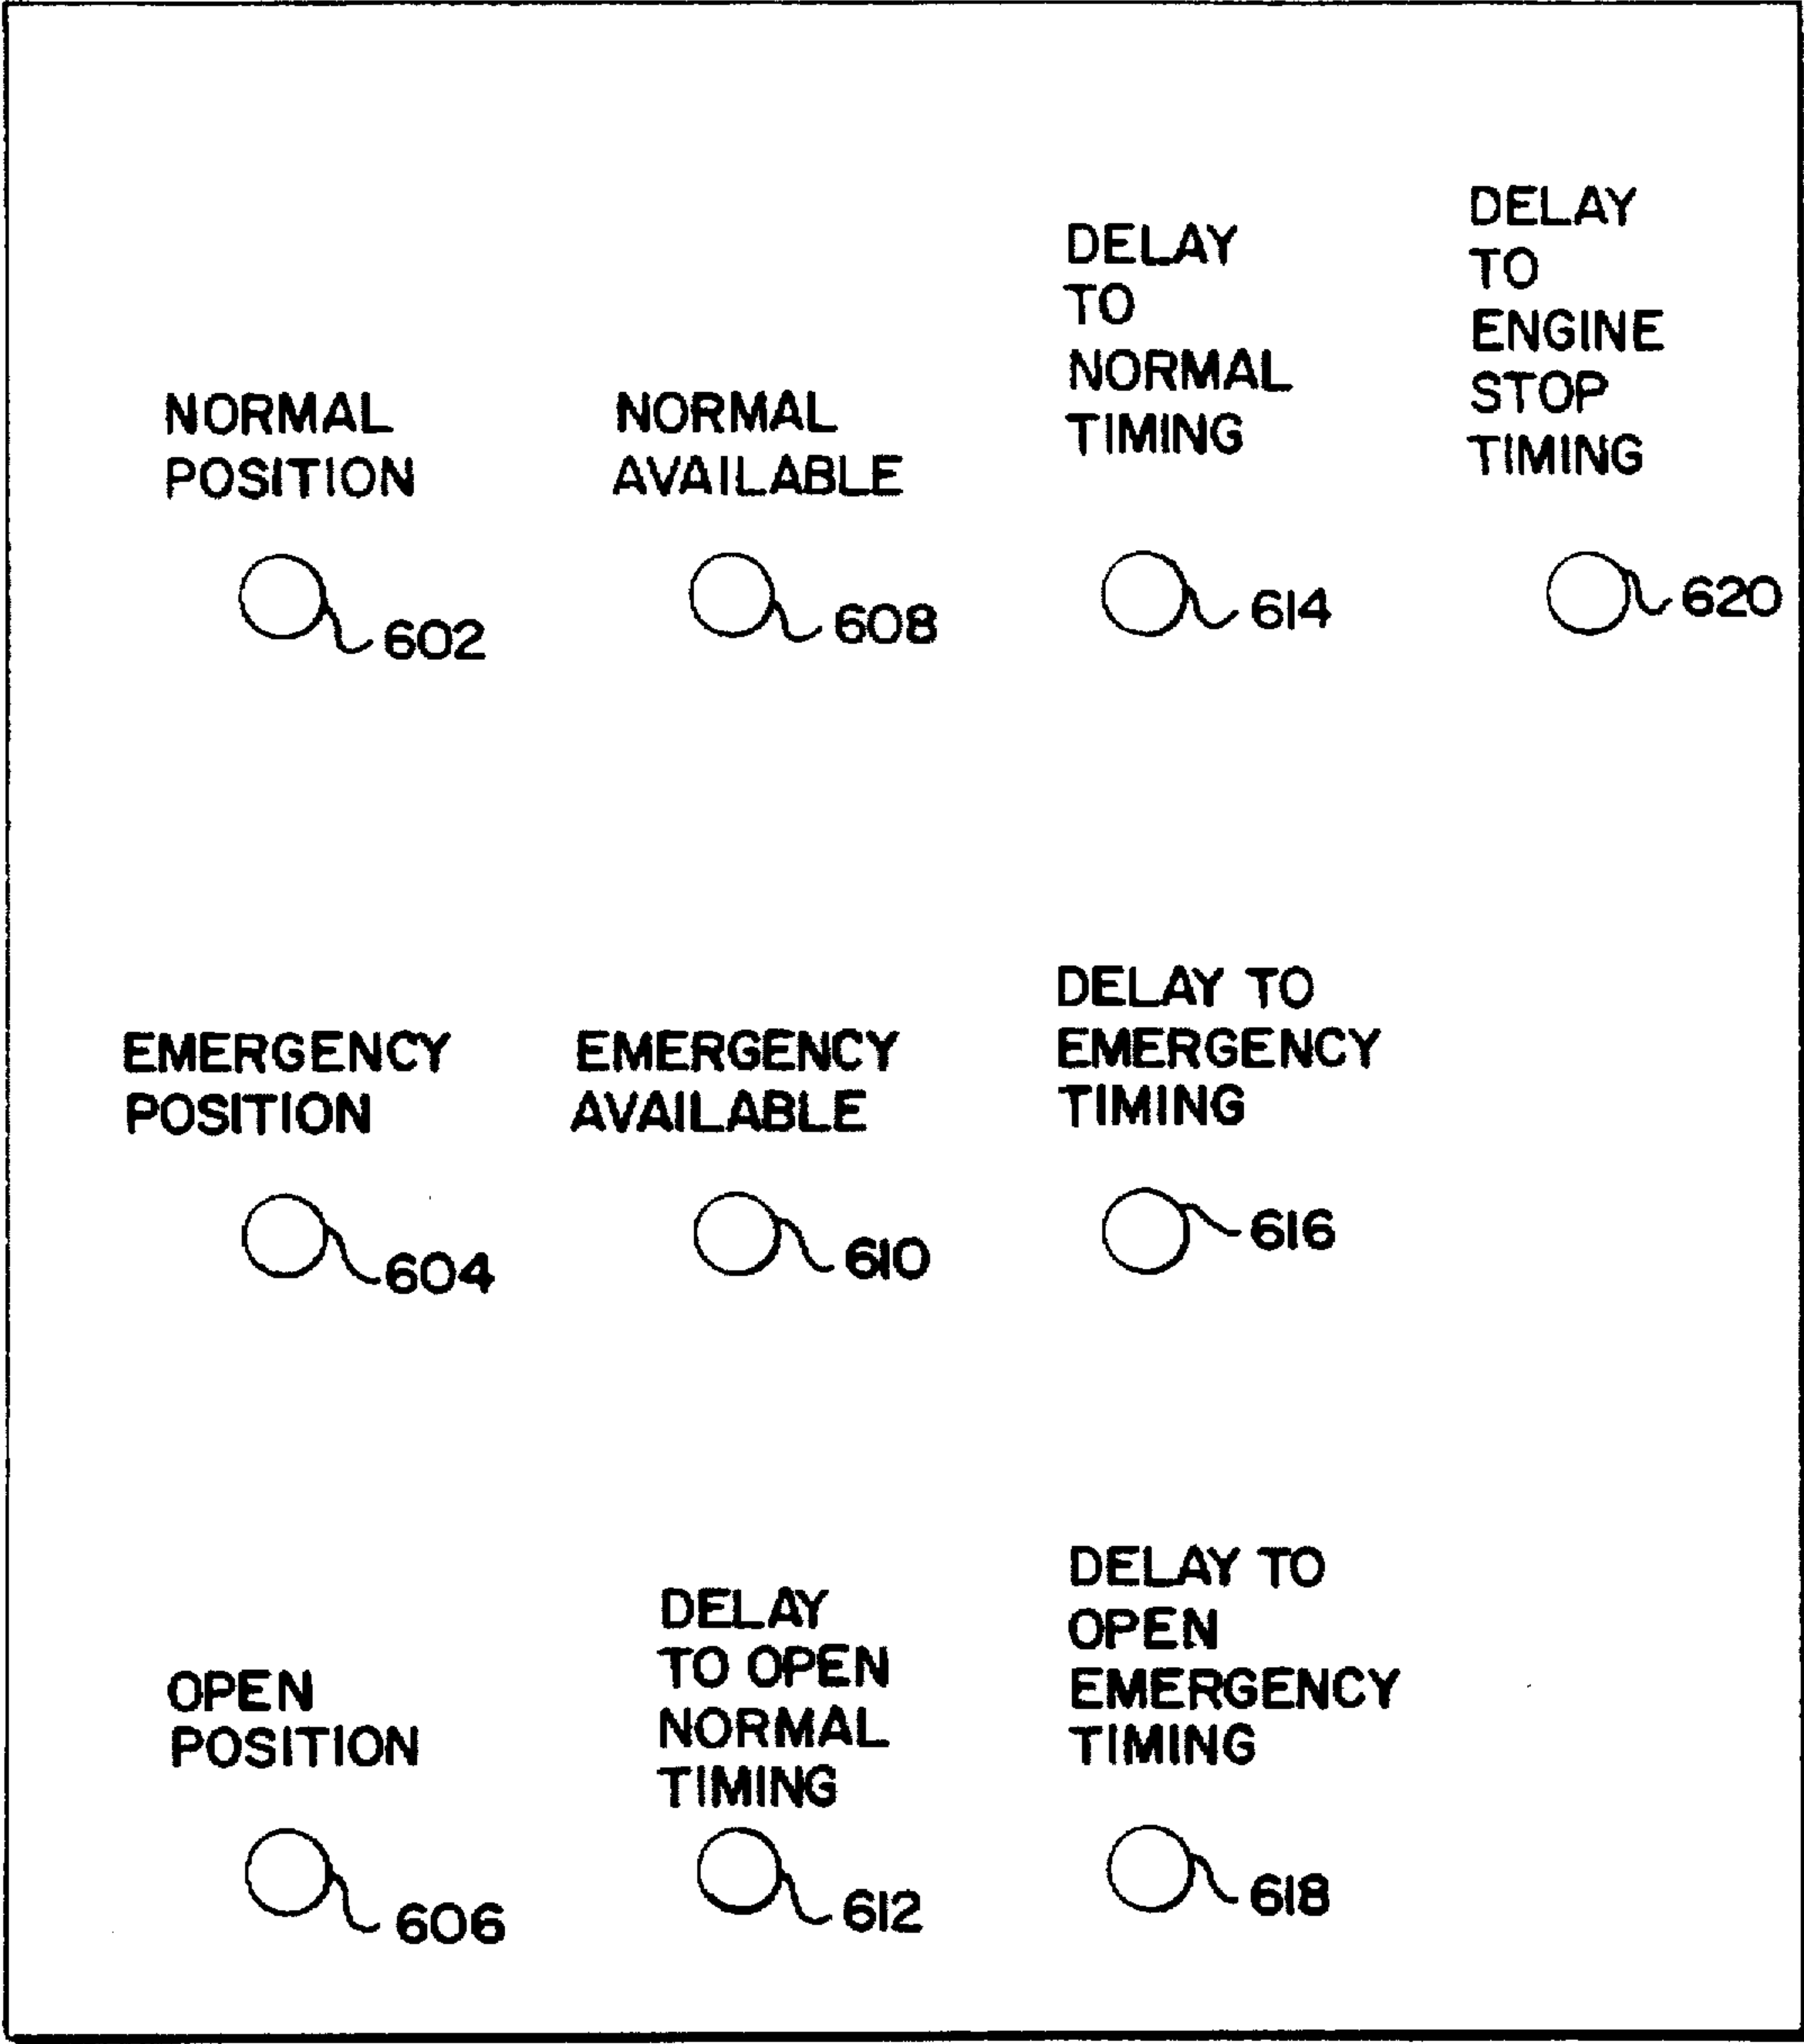 NORMAL
POSITION
602
NORMAL
AVAILABLE
608
DELAY
TO
NORMAL
TIMING
614
DELAY
TO
ENGINE
STOP
TIMING
620
EMERGENCY
POSITION
604
EMERGENCY
AVAILABLE
610
DELAY TO
EMERGENCY
TIMING
616
OPEN
POSITION
606
DELAY
TO OPEN
NORMAL
TIMING
612
DELAY TO
OPEN
EMERGENCY
TIMING
618